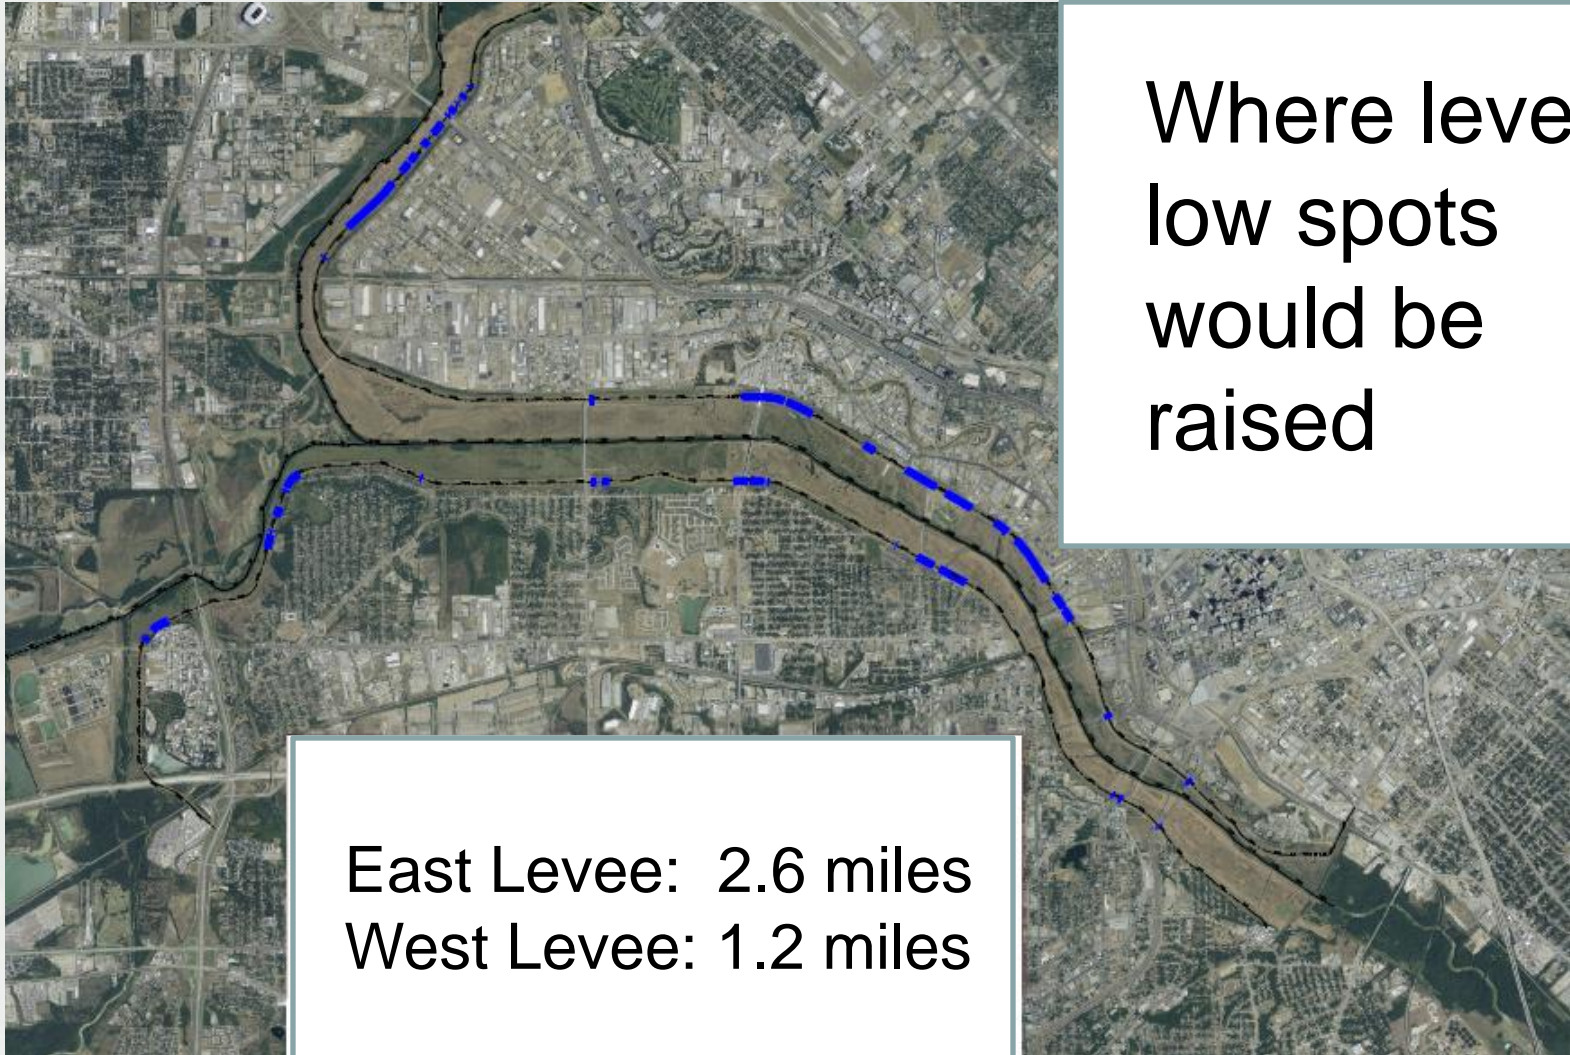 Where leve
low spots
would be
raised
East Levee: 2.6 miles
West Levee: 1.2 miles